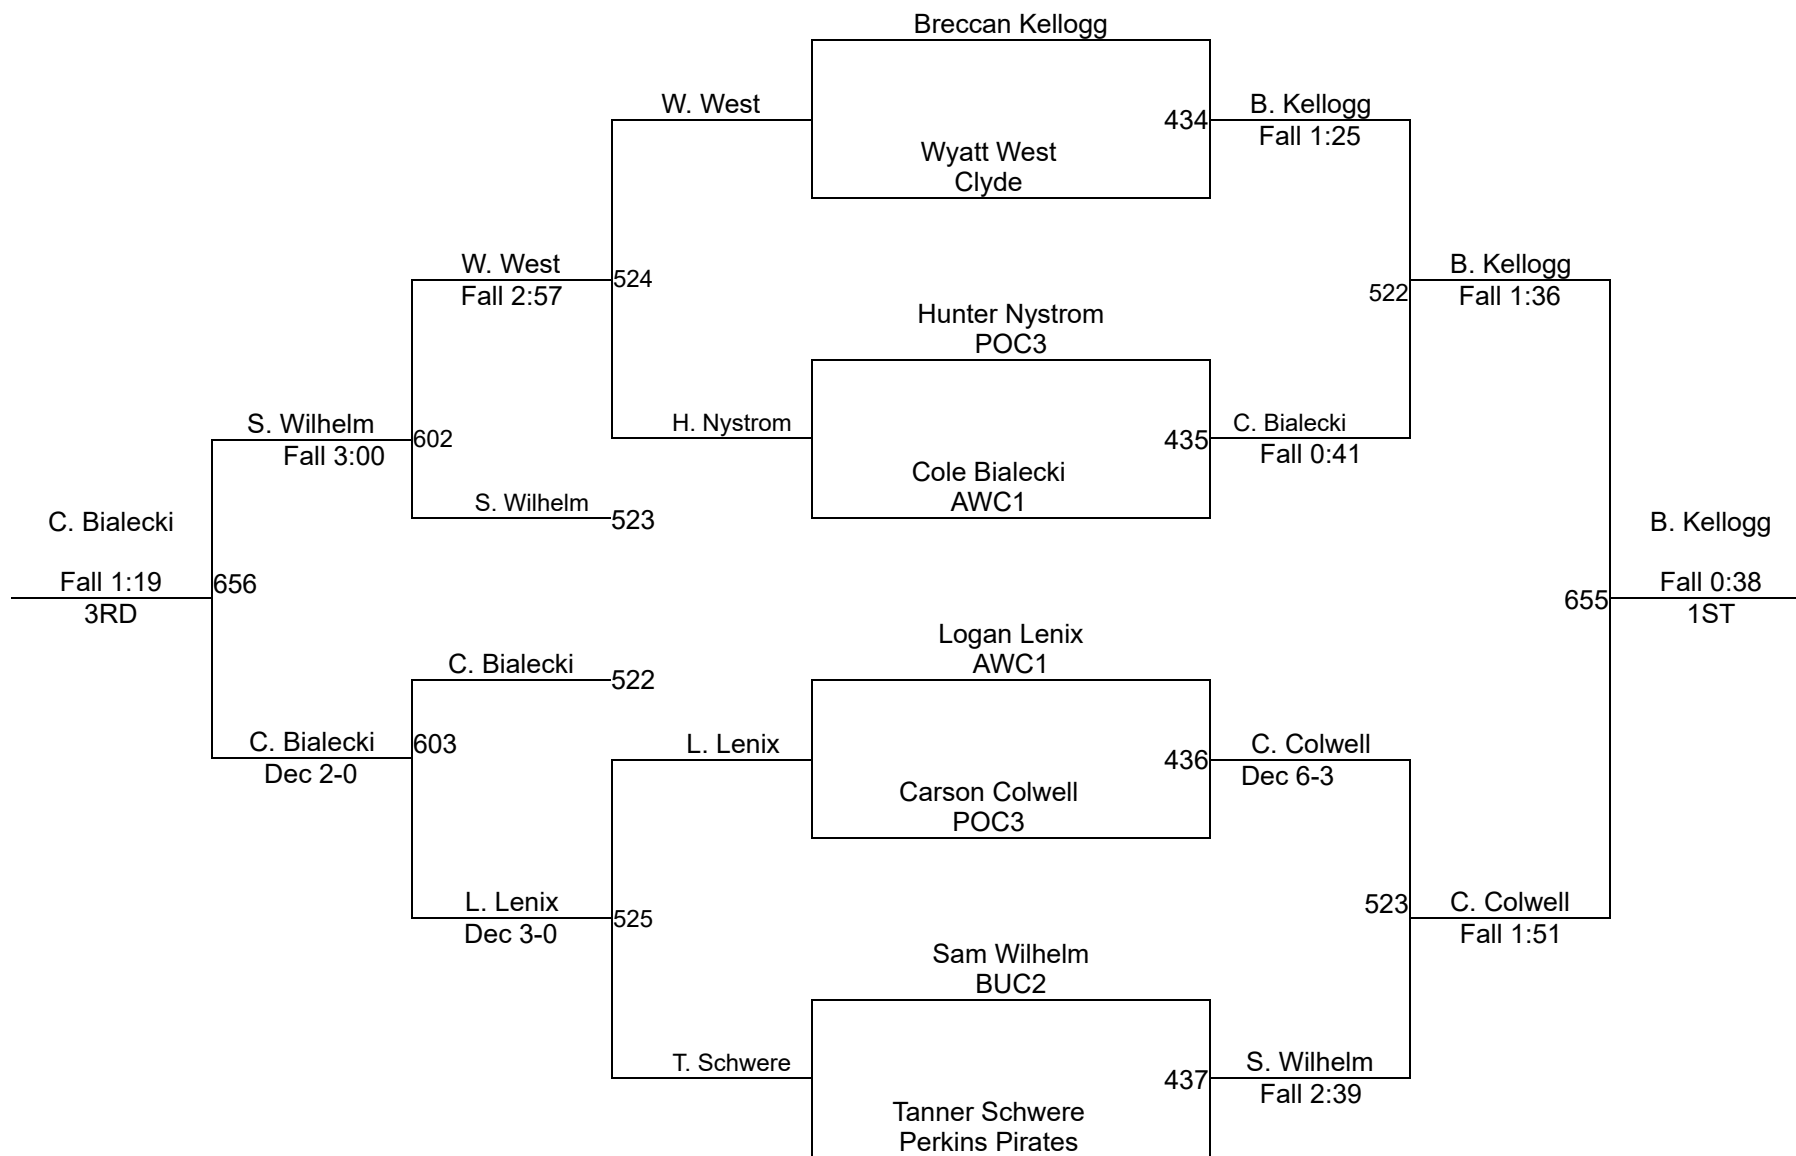 Breccan Kellogg
W. West
434
B. Kellogg
Fall 1:25
Wyatt West
Clyde
W. West
Fall 2:57
524
B. Kellogg
Fall 1:36
522
Hunter Nystrom
POC3
S. Wilhelm
Fall 3:00
602
H. Nystrom
435
C. Bialecki
Fall 0:41
Cole Bialecki
AWC1
S. Wilhelm
523
C. Bialecki
Fall 1:19
3RD
656
B. Kellogg
Fall 0:38
1ST
655
Logan Lenix
AWC1
C. Bialecki
522
C. Bialecki
Dec 2-0
603
L. Lenix
436
C. Colwell
Dec 6-3
Carson Colwell
POC3
L. Lenix
Dec 3-0
525
523
C. Colwell
Fall 1:51
Sam Wilhelm
BUC2
T. Schwere
437
S. Wilhelm
Fall 2:39
Tanner Schwere
Perkins Pirates